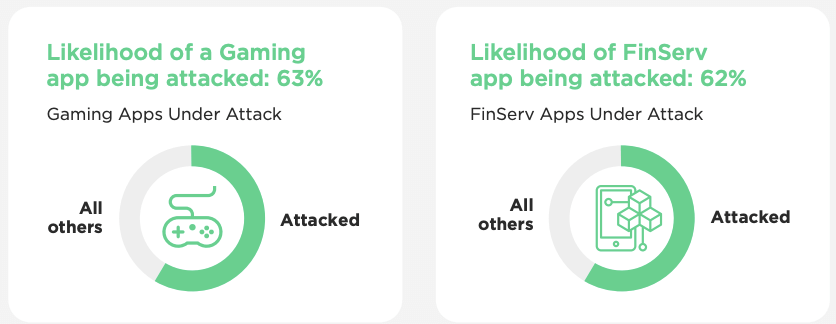 Likelihood of a Gaming
app being attacked: 63%
Gaming Apps Under Attack
All
others
Attacked
Likelihood of FinServ
app being attacked: 62%
FinServ Apps Under Attack
All
others
Attacked